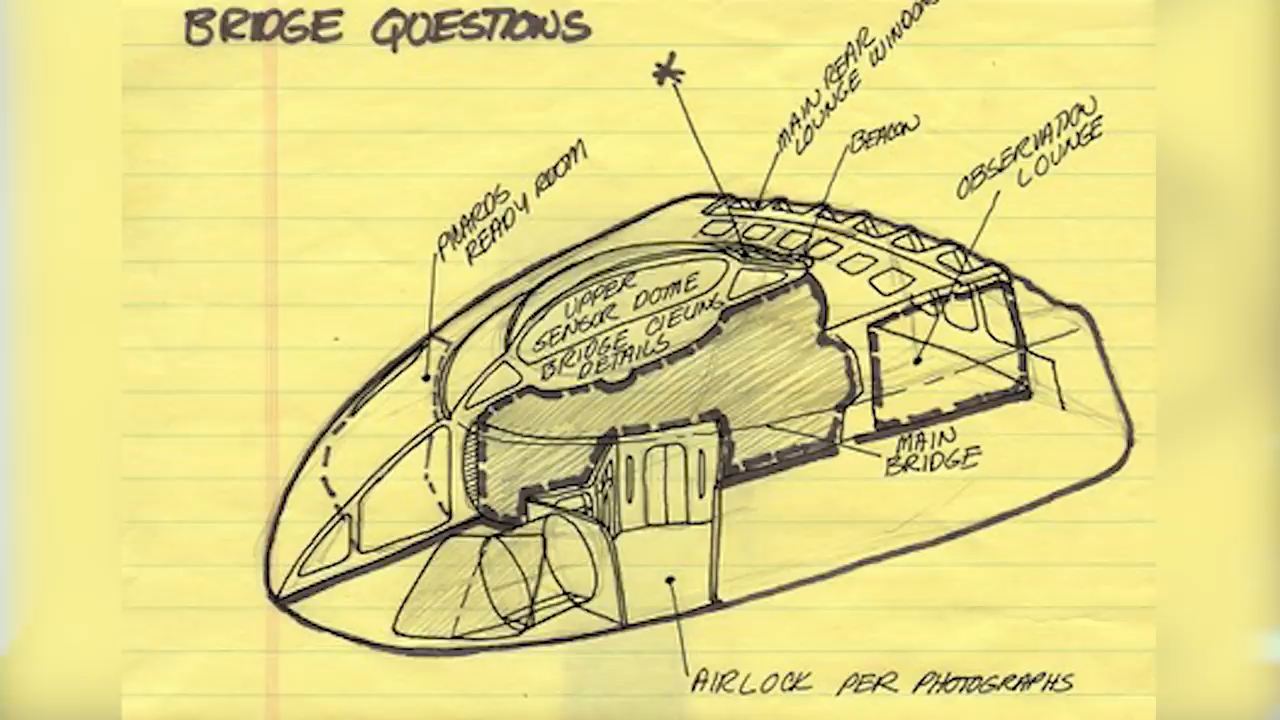 BRIDGE QUESTIONS
*
MAIN REAR
LOUNGE WINDOWS
BEACON
OBSERVATION
LOUNGE
PICARDS
READY ROOM
UPPER
SENSOR DOME
BRIDGE CIELING
DETAILS
MAIN
BRIDGE
AIRLOCK PER PHOTOGRAPHS